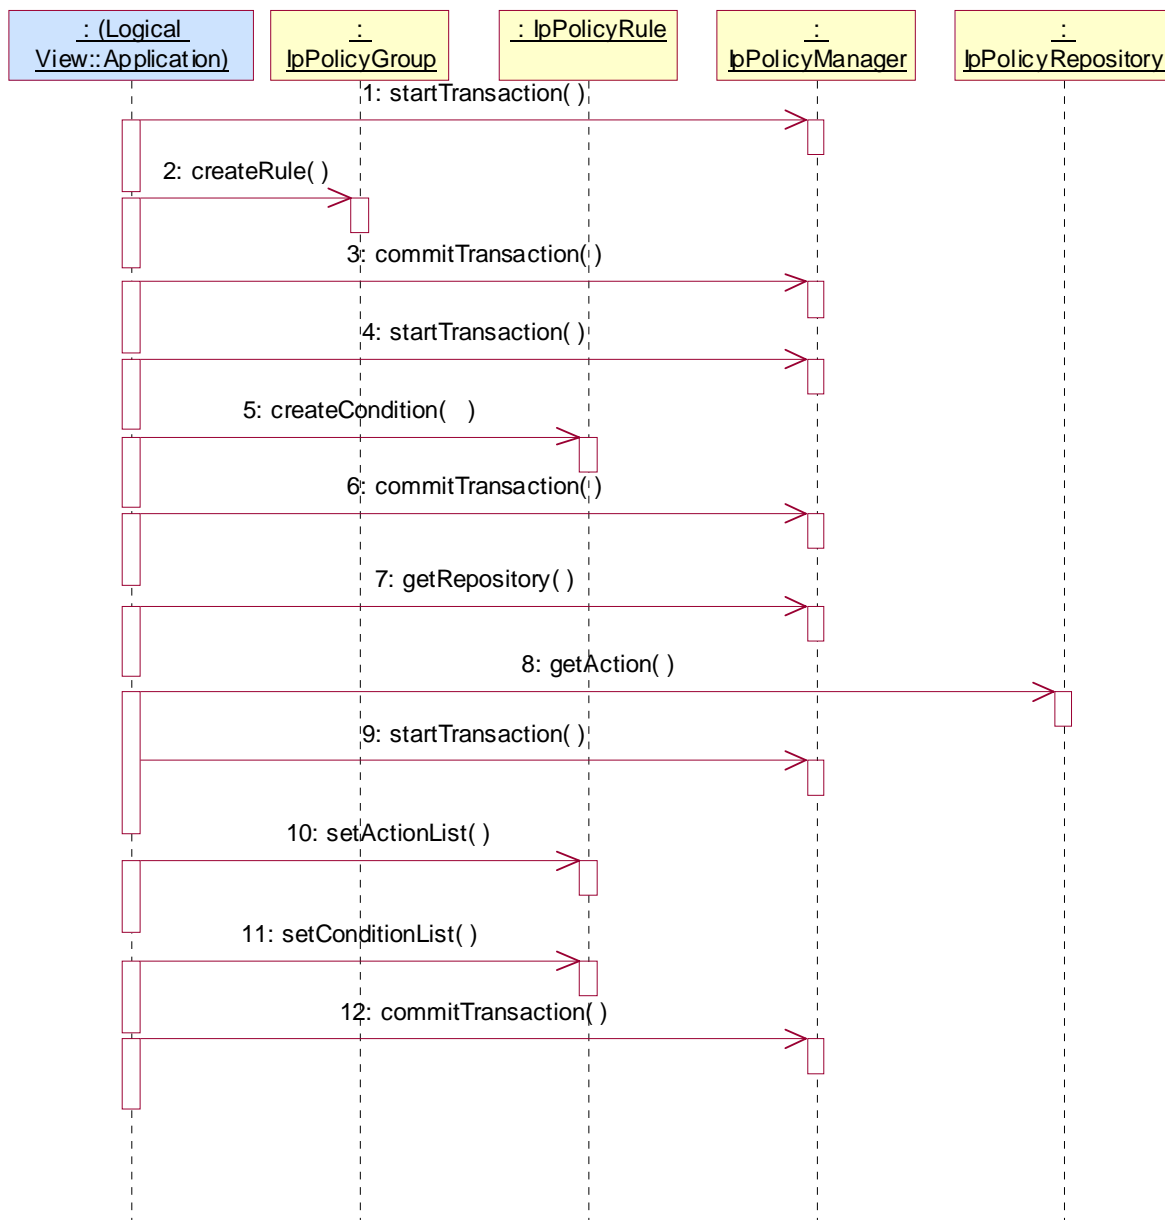 : (Logical
View::Application)
:
IpPolicyGroup
: IpPolicyRule
:
IpPolicyManager
:
IpPolicyRepository
1: startTransaction( )
2: createRule( )
3: commitTransaction( )
4: startTransaction( )
5: createCondition(   )
6: commitTransaction( )
7: getRepository( )
8: getAction( )
9: startTransaction( )
10: setActionList( )
11: setConditionList( )
12: commitTransaction( )